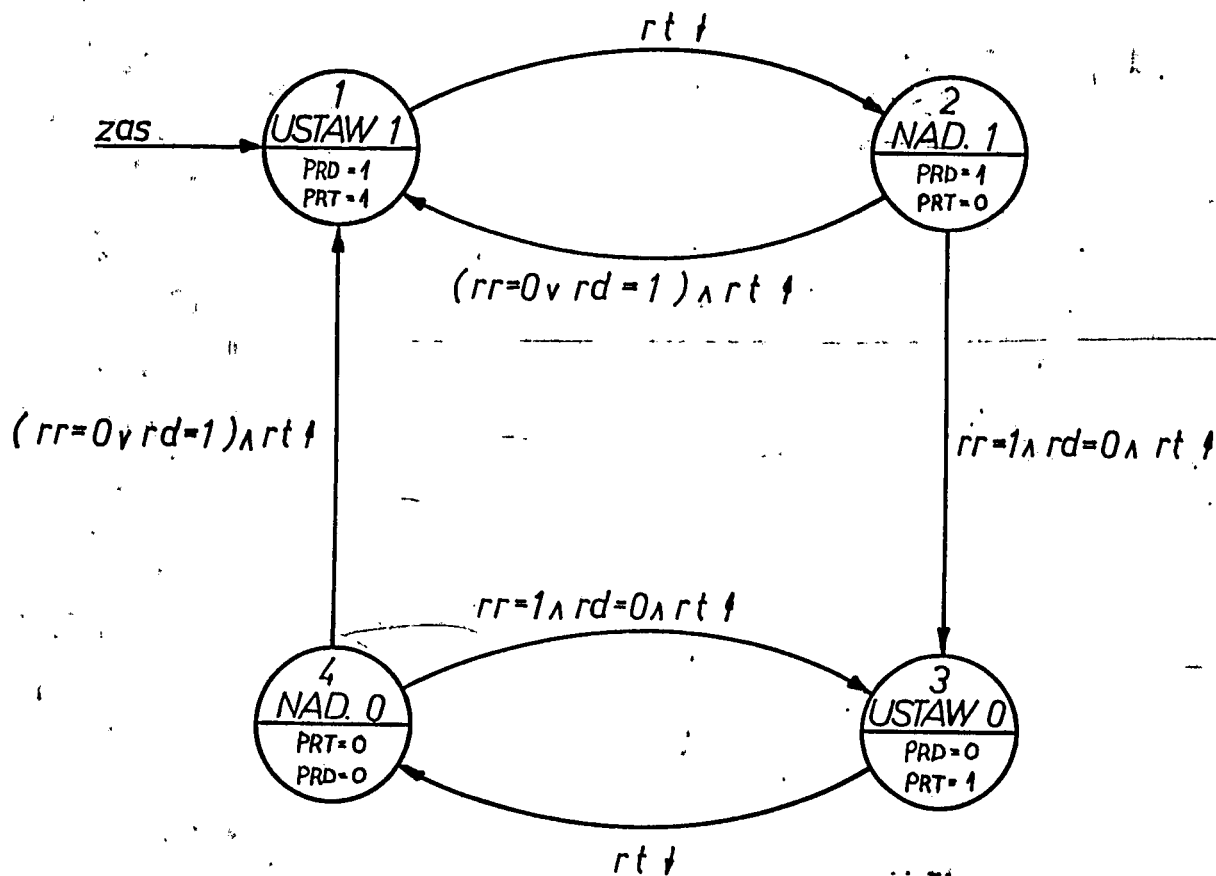 rt ↓
zas
1
USTAW 1
PRD=1
PRT=1
2
NAD. 1
PRD=1
PRT=0
(rr=0 ∨ rd=1) ∧ rt ↑
(rr=0 ∨ rd=1) ∧ rt ↑
rr=1 ∧ rd=0 ∧ rt ↑
rr=1 ∧ rd=0 ∧ rt ↑
4
NAD. 0
PRT=0
PRD=0
3
USTAW 0
PRD=0
PRT=1
rt ↓